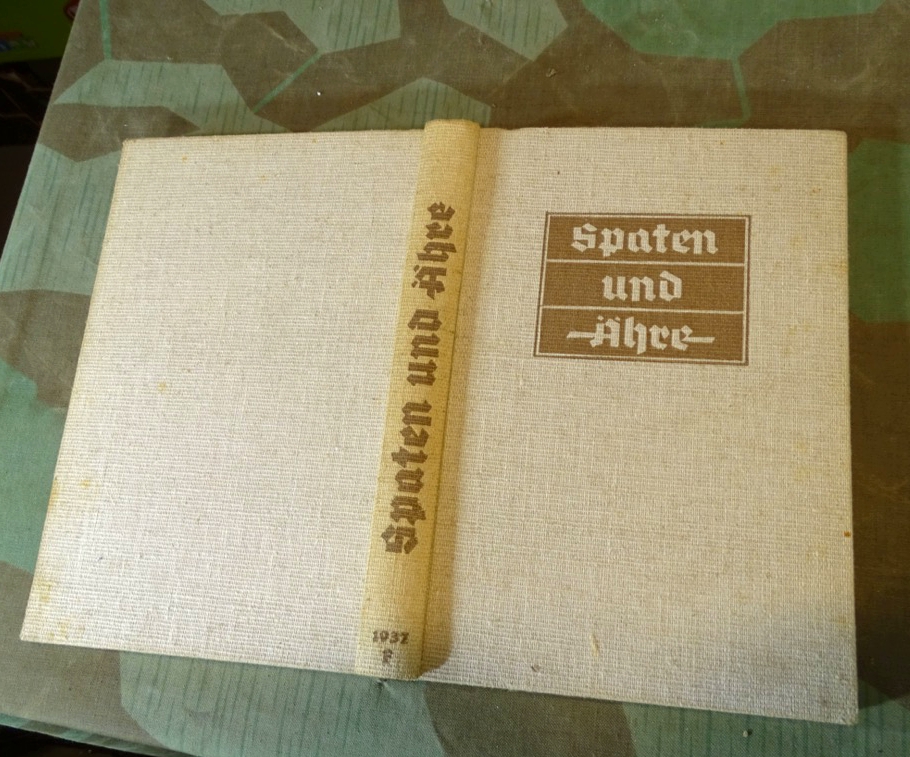 Spaten und Ähre
1937
Spaten
und
Ähre